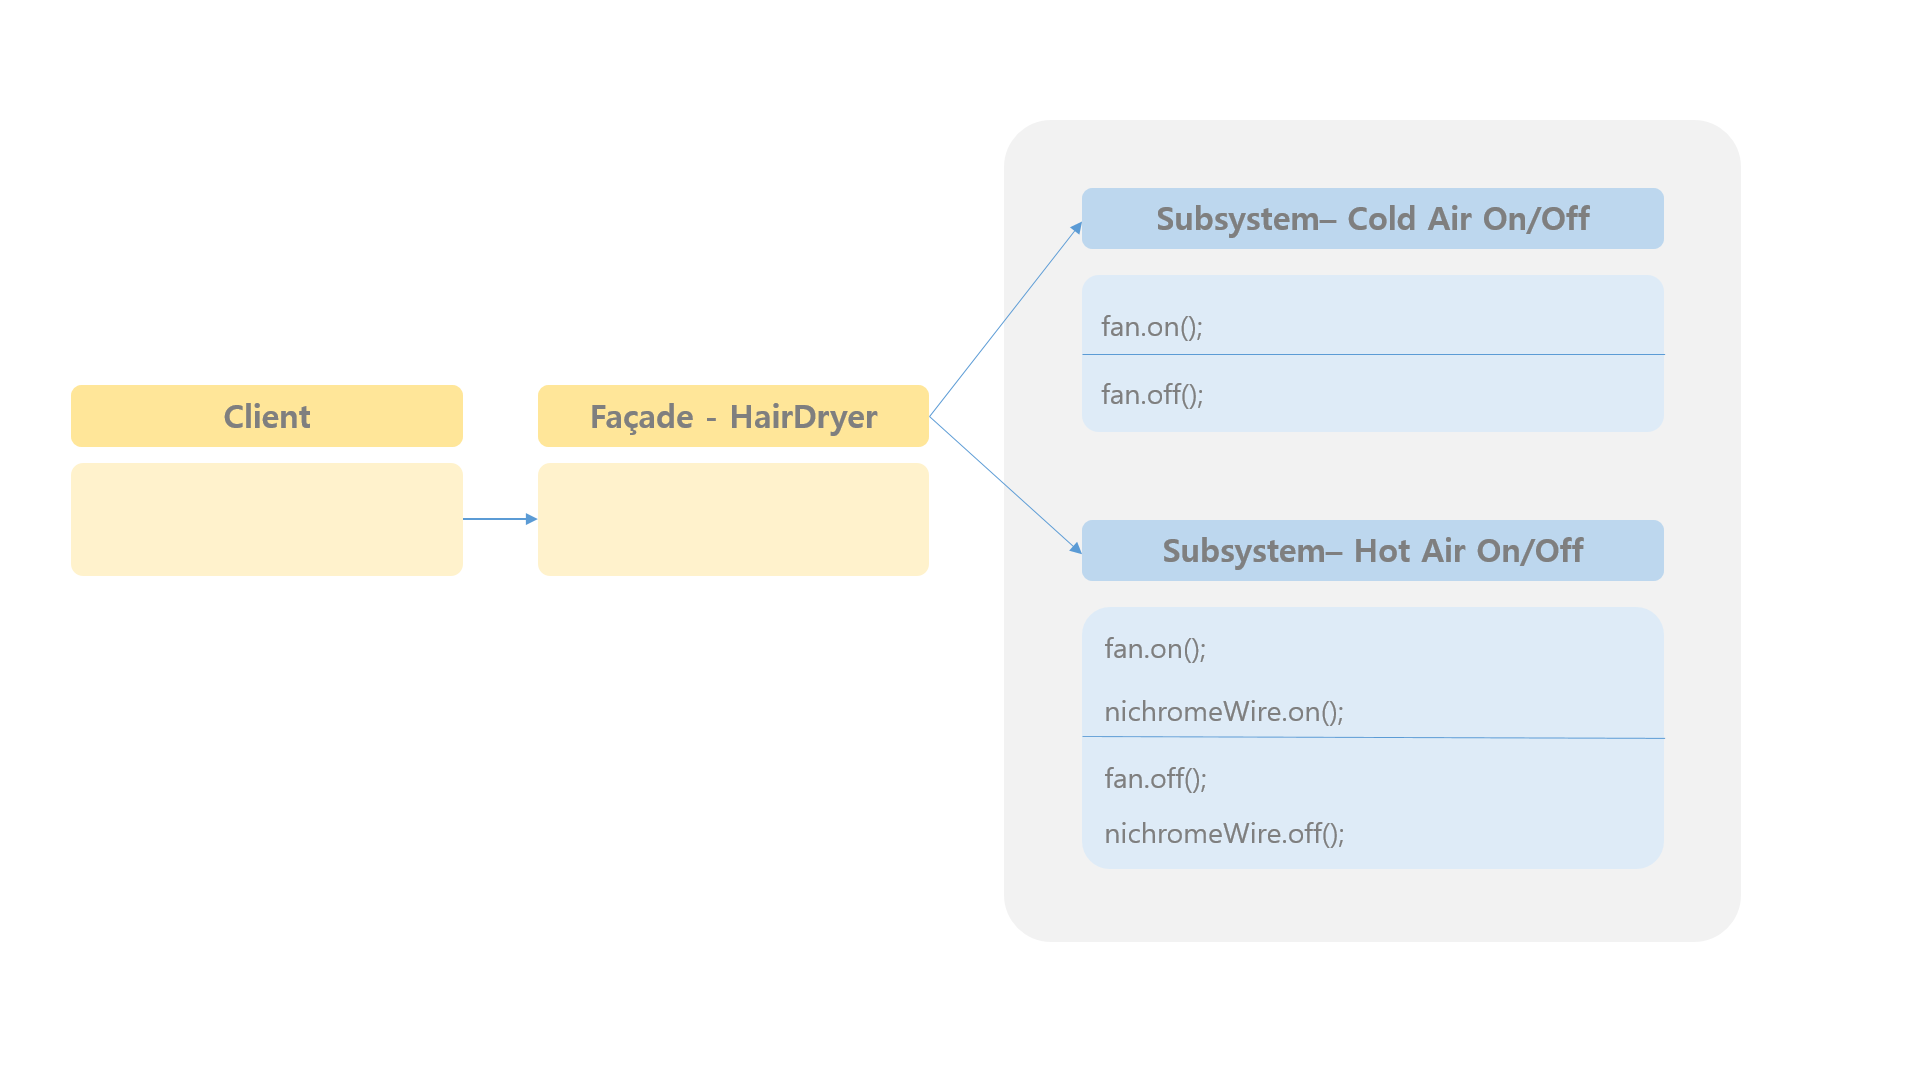 Client
Façade - HairDryer
Subsystem– Cold Air On/Off
fan.on();
fan.off();
Subsystem– Hot Air On/Off
fan.on();
nichromeWire.on();
fan.off();
nichromeWire.off();